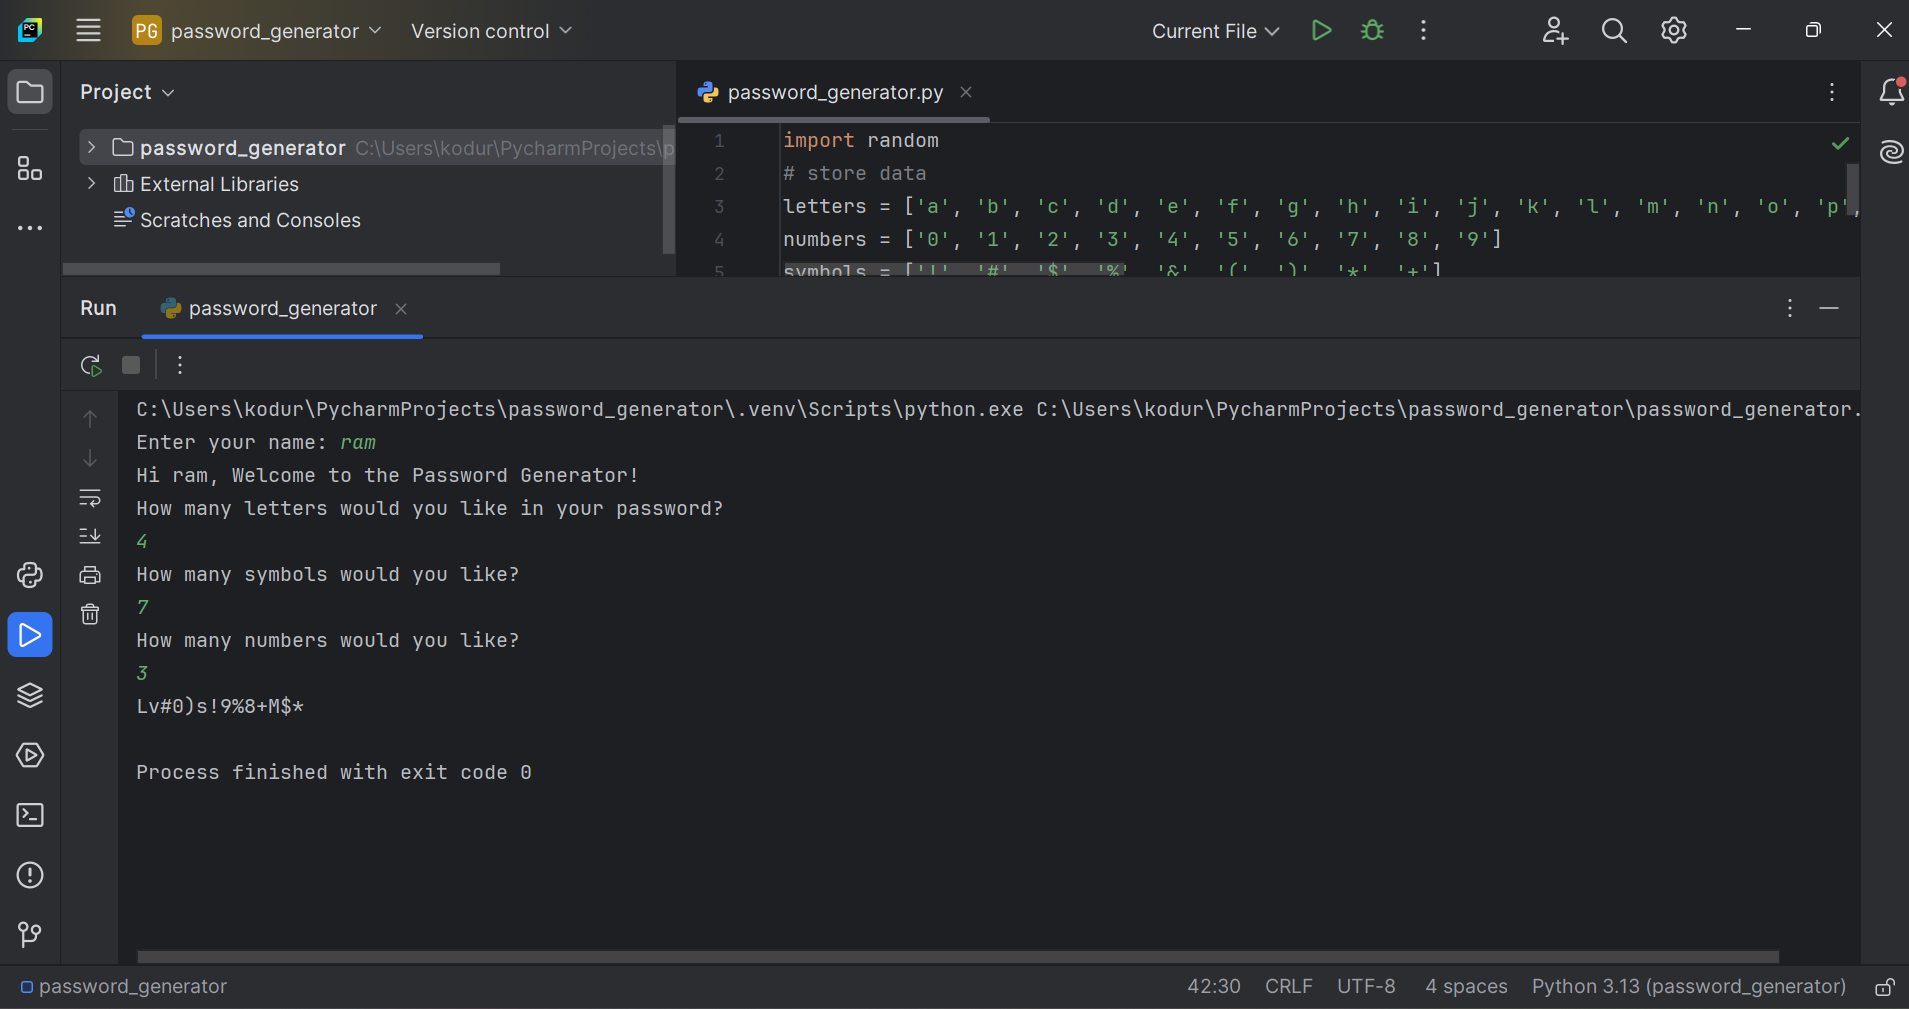 PG password_generator Version control Current File
Project
password_generator C:\Users\kodur\PycharmProjects\p
External Libraries
Scratches and Consoles
password_generator.py
1 import random
2 # store data
3 letters = ['a', 'b', 'c', 'd', 'e', 'f', 'g', 'h', 'i', 'j', 'k', 'l', 'm', 'n', 'o', 'p',
4 numbers = ['0', '1', '2', '3', '4', '5', '6', '7', '8', '9']
5 symbols = ['!', '#', '$', '%', '&', '(', ')', '*', '+']
Run password_generator
C:\Users\kodur\PycharmProjects\password_generator\.venv\Scripts\python.exe C:\Users\kodur\PycharmProjects\password_generator\password_generator.
Enter your name: ram
Hi ram, Welcome to the Password Generator!
How many letters would you like in your password?
4
How many symbols would you like?
7
How many numbers would you like?
3
Lv#0)s!9%8+M$*
Process finished with exit code 0
password_generator 42:30 CRLF UTF-8 4 spaces Python 3.13 (password_generator)